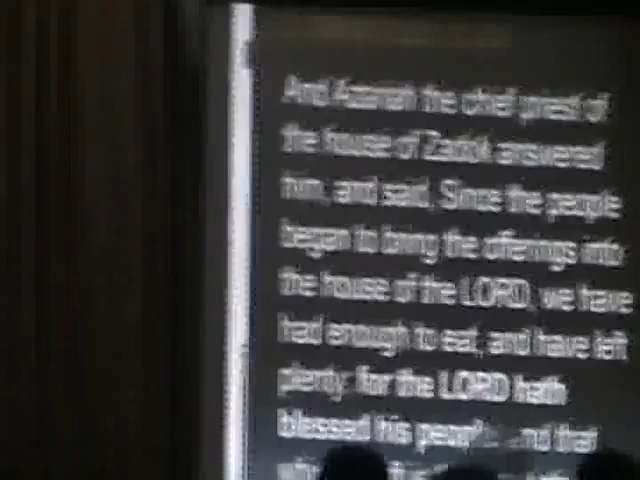 And Azariah the chief priest of
the house of Zadok answered
him, and said, Since the people
began to bring the offerings into
the house of the LORD, we have
had enough to eat, and have left
plenty: for the LORD hath
blessed his people and that